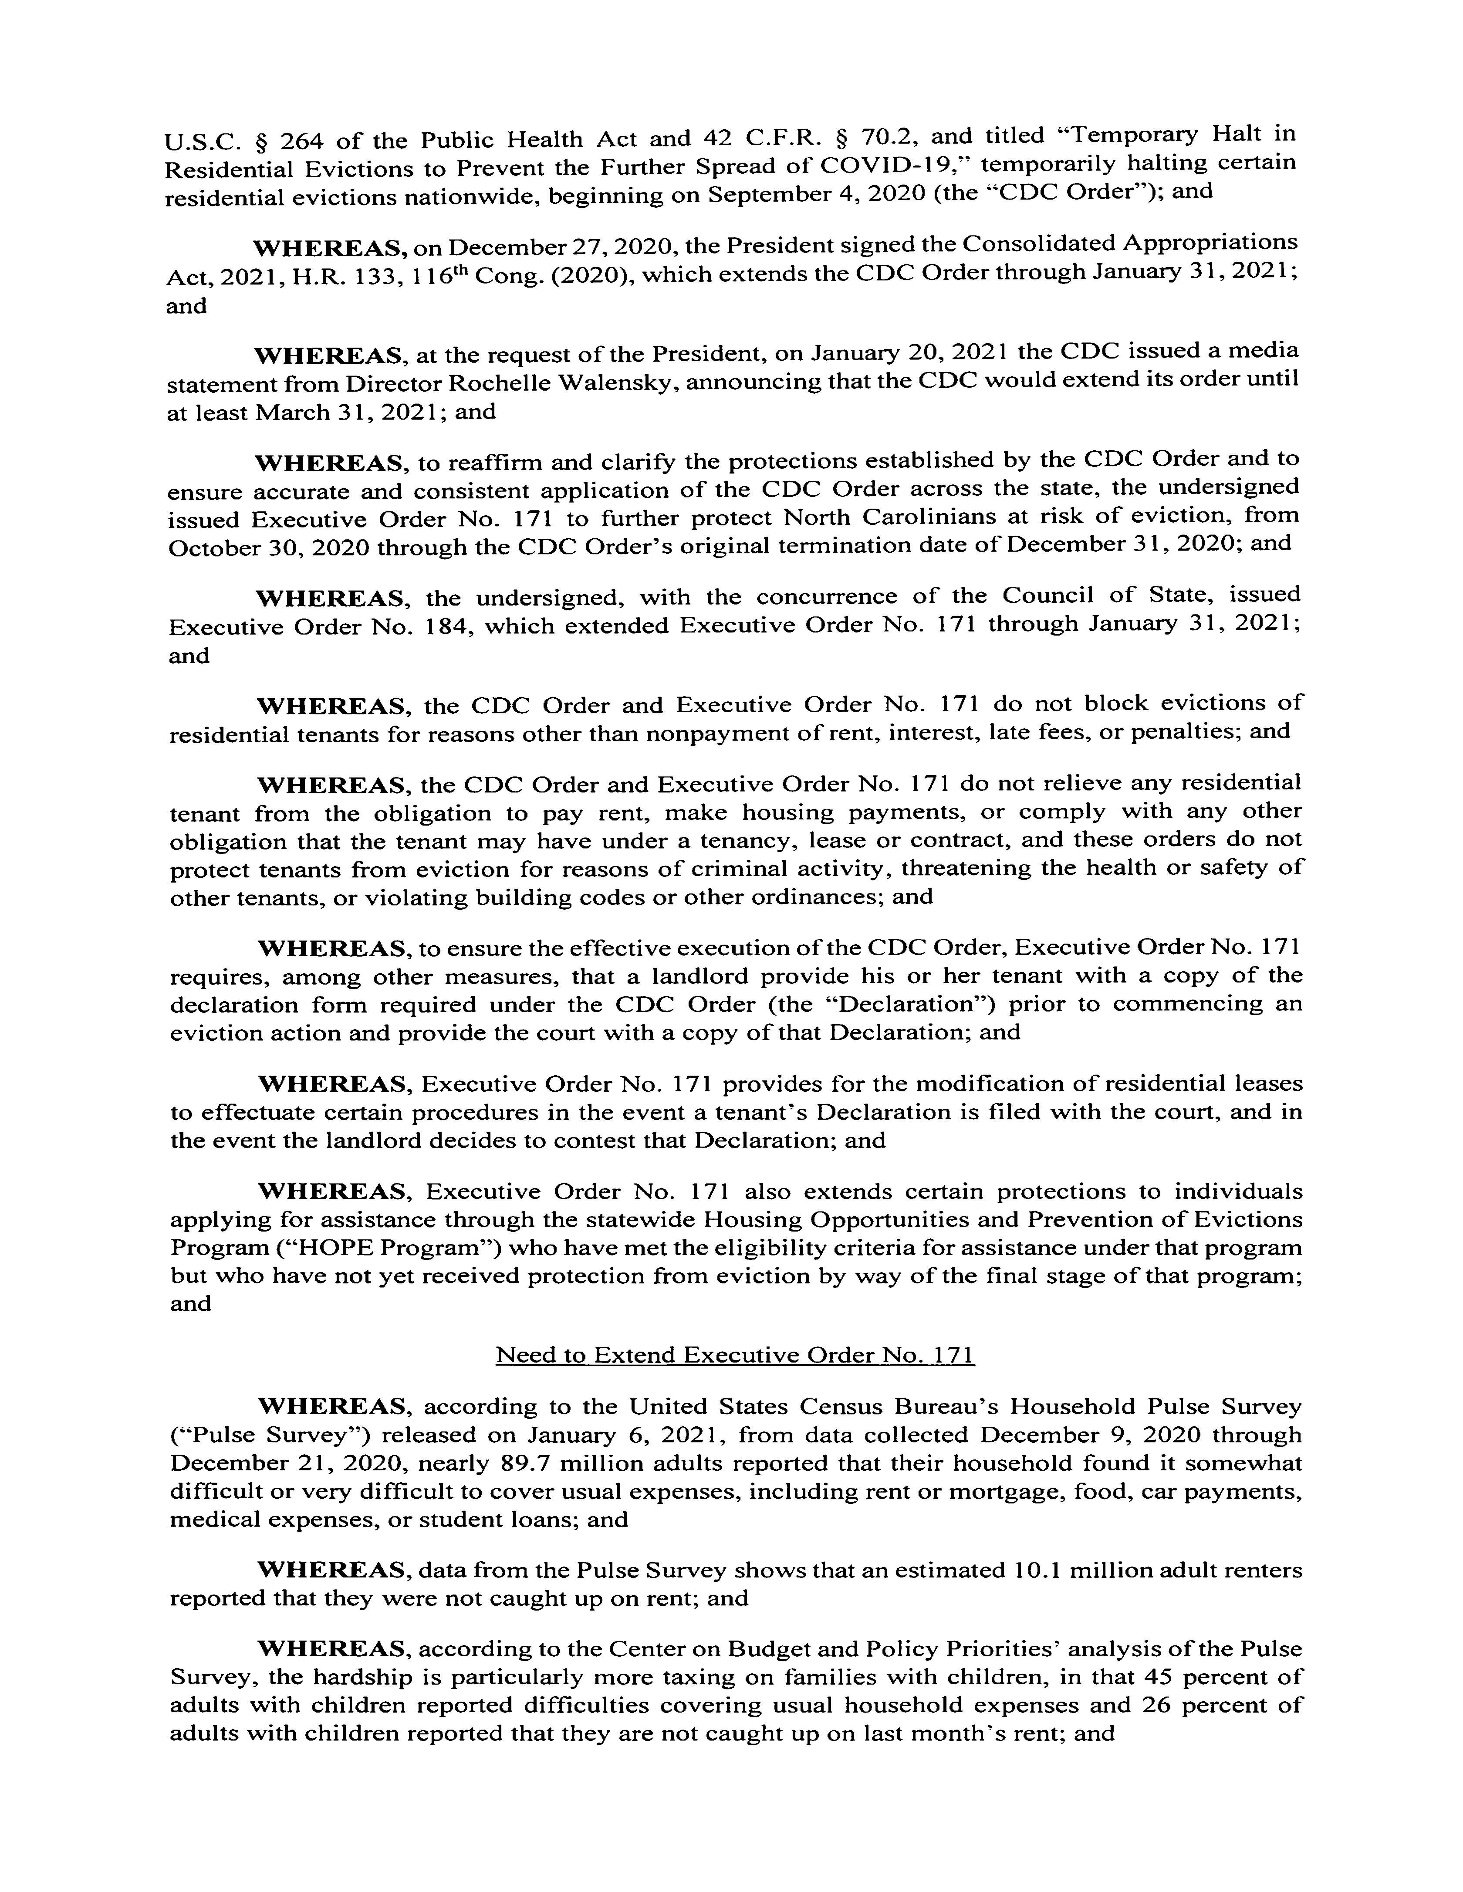 U.S.C. § 264 of the Public Health Act and 42 C.F.R. § 70.2, and titled “Temporary Halt in
Residential Evictions to Prevent the Further Spread of COVID-19,” temporarily halting certain
residential evictions nationwide, beginning on September 4, 2020 (the “CDC Order”); and
WHEREAS, on December 27, 2020, the President signed the Consolidated Appropriations
Act, 2021, H.R. 133, 116th Cong. (2020), which extends the CDC Order through January 31, 2021;
and
WHEREAS, at the request of the President, on January 20, 2021 the CDC issued a media
statement from Director Rochelle Walensky, announcing that the CDC would extend its order until
at least March 31, 2021; and
WHEREAS, to reaffirm and clarify the protections established by the CDC Order and to
ensure accurate and consistent application of the CDC Order across the state, the undersigned
issued Executive Order No. 171 to further protect North Carolinians at risk of eviction, from
October 30, 2020 through the CDC Order’s original termination date of December 31, 2020; and
WHEREAS, the undersigned, with the concurrence of the Council of State, issued
Executive Order No. 184, which extended Executive Order No. 171 through January 31, 2021;
and
WHEREAS, the CDC Order and Executive Order No. 171 do not block evictions of
residential tenants for reasons other than nonpayment of rent, interest, late fees, or penalties; and
WHEREAS, the CDC Order and Executive Order No. 171 do not relieve any residential
tenant from the obligation to pay rent, make housing payments, or comply with any other
obligation that the tenant may have under a tenancy, lease or contract, and these orders do not
protect tenants from eviction for reasons of criminal activity, threatening the health or safety of
other tenants, or violating building codes or other ordinances; and
WHEREAS, to ensure the effective execution of the CDC Order, Executive Order No. 171
requires, among other measures, that a landlord provide his or her tenant with a copy of the
declaration form required under the CDC Order (the “Declaration”) prior to commencing an
eviction action and provide the court with a copy of that Declaration; and
WHEREAS, Executive Order No. 171 provides for the modification of residential leases
to effectuate certain procedures in the event a tenant’s Declaration is filed with the court, and in
the event the landlord decides to contest that Declaration; and
WHEREAS, Executive Order No. 171 also extends certain protections to individuals
applying for assistance through the statewide Housing Opportunities and Prevention of Evictions
Program (“HOPE Program”) who have met the eligibility criteria for assistance under that program
but who have not yet received protection from eviction by way of the final stage of that program;
and
Need to Extend Executive Order No. 171
WHEREAS, according to the United States Census Bureau’s Household Pulse Survey
(“Pulse Survey”) released on January 6, 2021, from data collected December 9, 2020 through
December 21, 2020, nearly 89.7 million adults reported that their household found it somewhat
difficult or very difficult to cover usual expenses, including rent or mortgage, food, car payments,
medical expenses, or student loans; and
WHEREAS, data from the Pulse Survey shows that an estimated 10.1 million adult renters
reported that they were not caught up on rent; and
WHEREAS, according to the Center on Budget and Policy Priorities’ analysis of the Pulse
Survey, the hardship is particularly more taxing on families with children, in that 45 percent of
adults with children reported difficulties covering usual household expenses and 26 percent of
adults with children reported that they are not caught up on last month’s rent; and